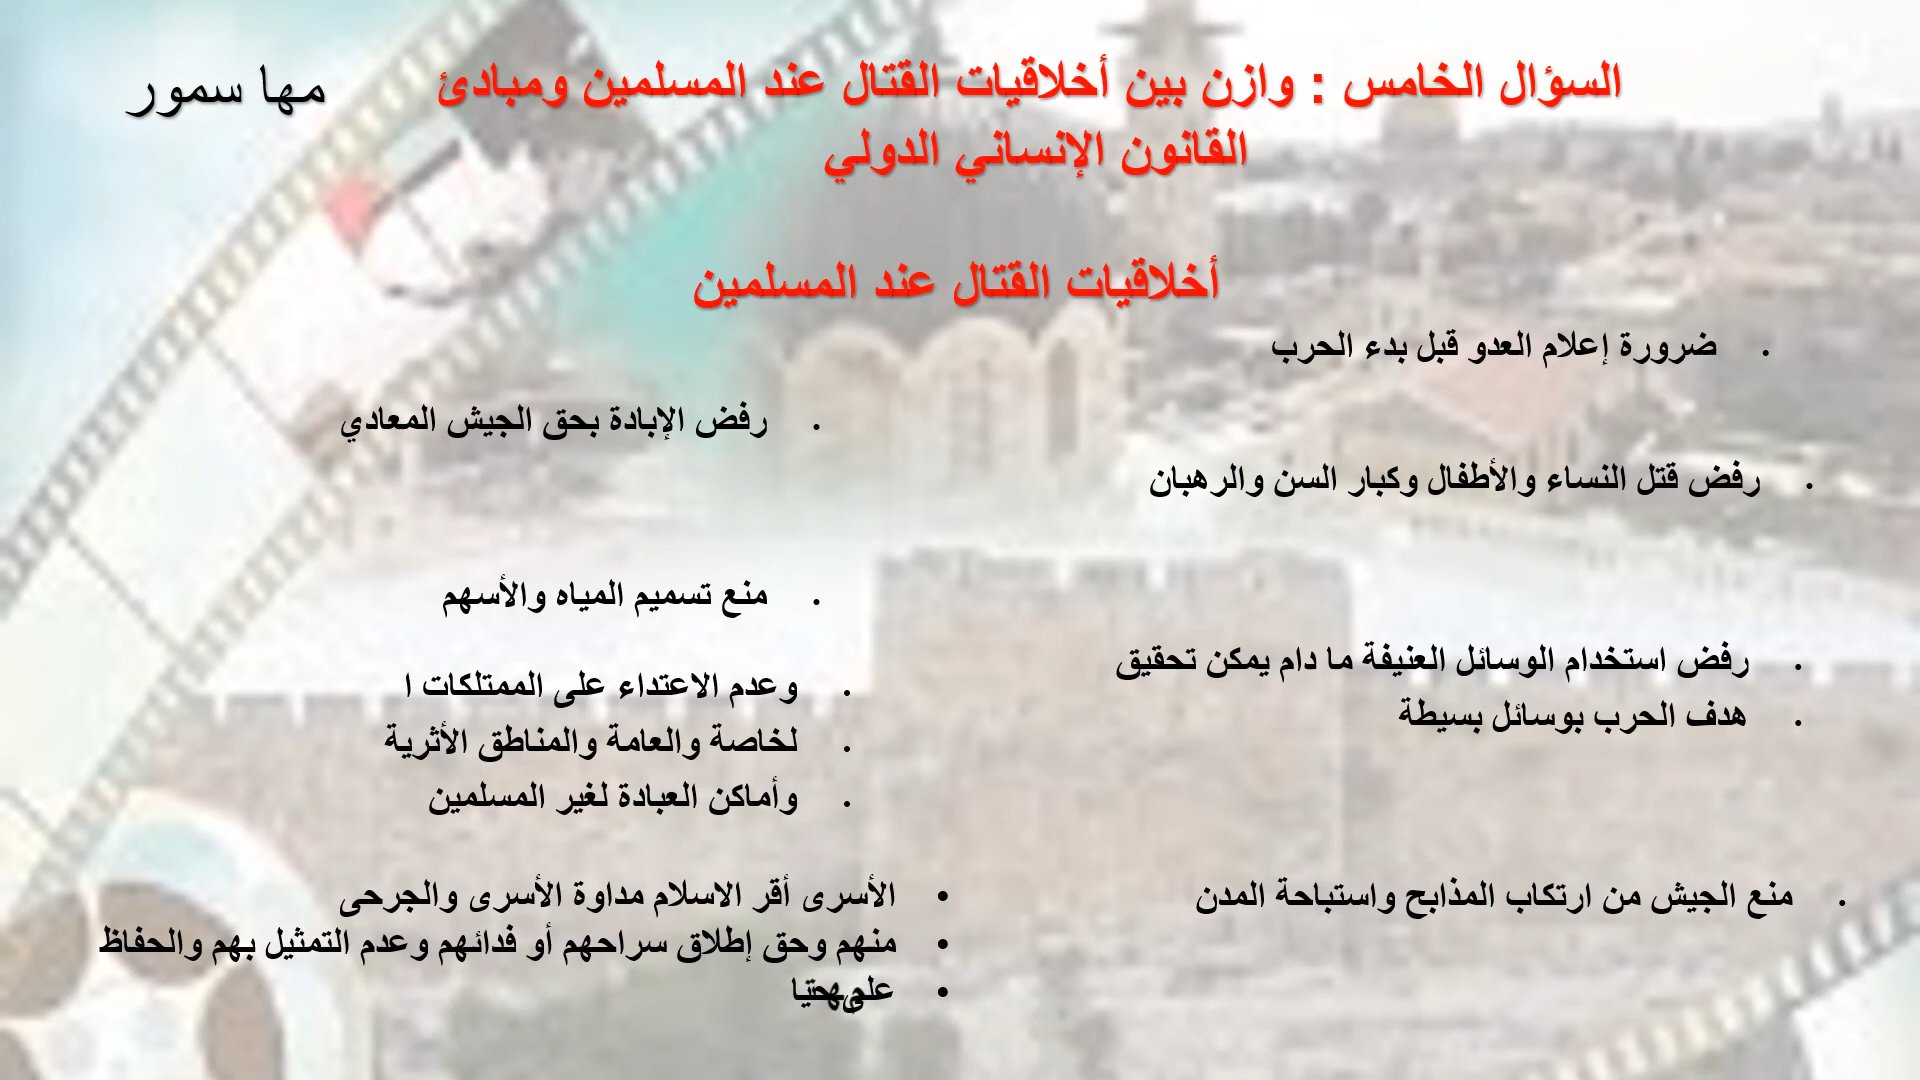 مها سمور
السؤال الخامس : وازن بين أخلاقيات القتال عند المسلمين ومبادئ
القانون الإنساني الدولي
أخلاقيات القتال عند المسلمين
. ضرورة إعلام العدو قبل بدء الحرب
. رفض الإبادة بحق الجيش المعادي
. رفض قتل النساء والأطفال وكبار السن والرهبان
. منع تسميم المياه والأسهم
. رفض استخدام الوسائل العنيفة ما دام يمكن تحقيق
. هدف الحرب بوسائل بسيطة
. وعدم الاعتداء على الممتلكات ا
. لخاصة والعامة والمناطق الأثرية
. وأماكن العبادة لغير المسلمين
. منع الجيش من ارتكاب المذابح واستباحة المدن
• الأسرى أقر الاسلام مداوة الأسرى والجرحى
• منهم وحق إطلاق سراحهم أو فدائهم وعدم التمثيل بهم والحفاظ
•